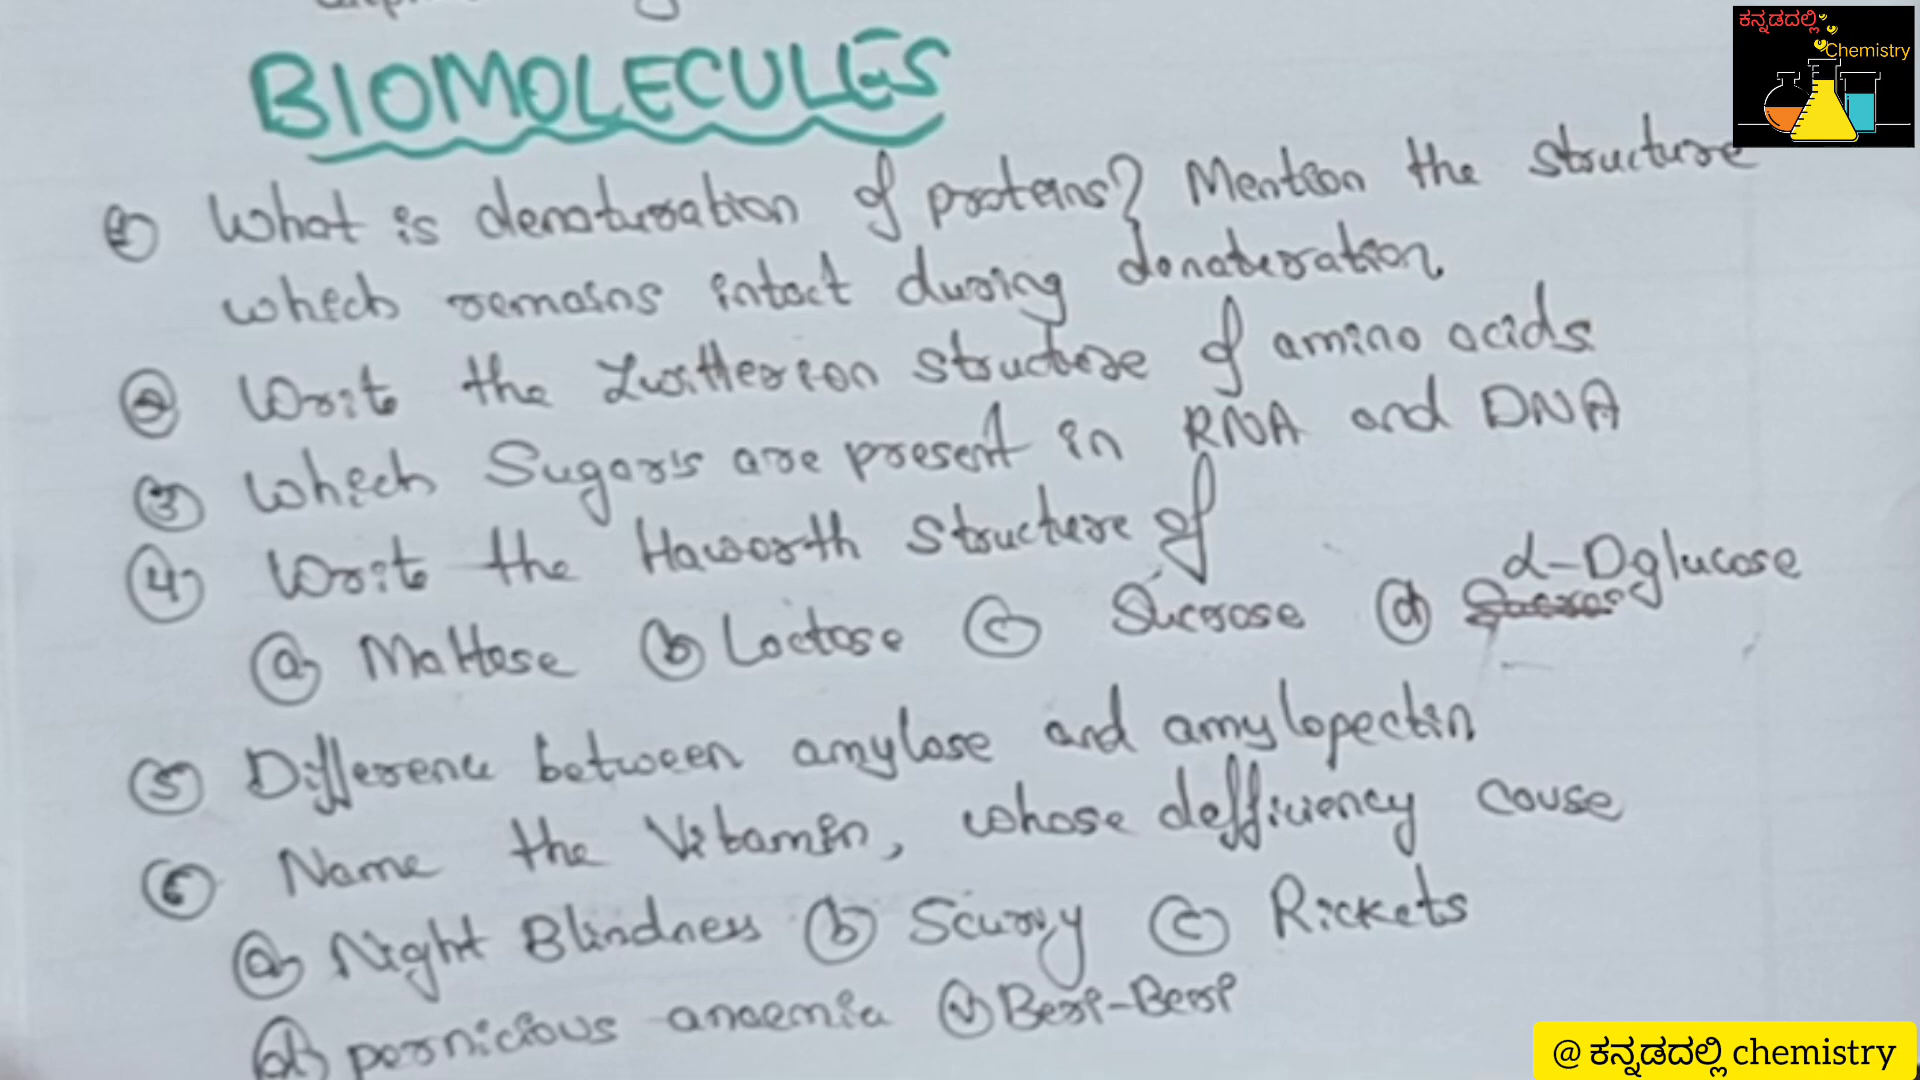 BIOMOLECULES
ಕನ್ನಡದಲ್ಲಿ
Chemistry
① What is denaturation of proteins? Mention the structure
which remains intact during denaturation.
② Write the Zwitterion structure of amino acids
③ Which Sugar's are present in RNA and DNA
④ Write the Haworth structure of
ⓐ Maltose ⓑ Lactose ⓒ Sucrose ⓓ α-Dglucose
⑤ Difference between amylose and amylopectin
⑥ Name the Vitamin, whose defficiency cause
ⓐ Night Blindness ⓑ Scurvy ⓒ Rickets
ⓓ pernicious anaemia ⓥ Beri-Beri
@ ಕನ್ನಡದಲ್ಲಿ chemistry